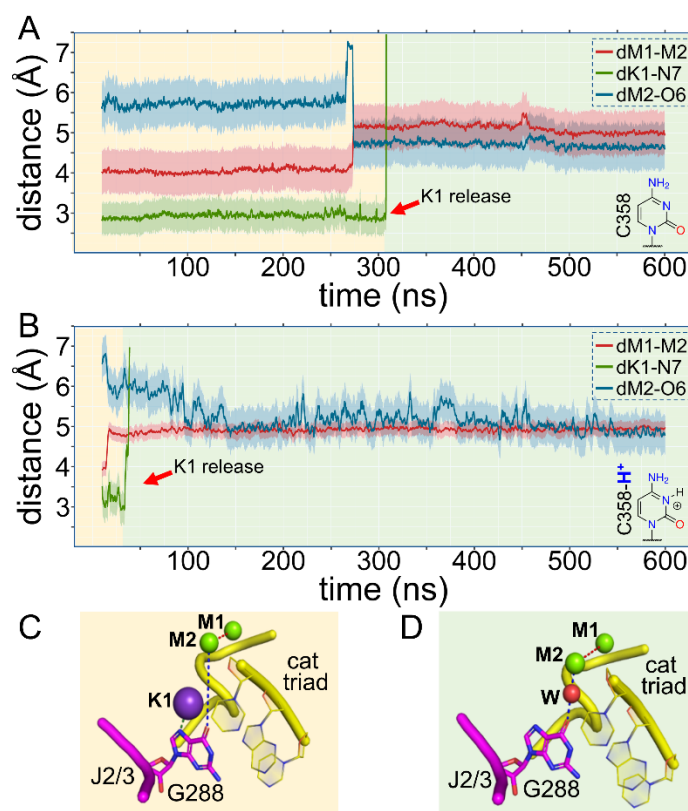 A
distance (Å)
7
6
5
4
3
dM1-M2
dK1-N7
dM2-O6
K1 release
C358
NH₂
N
N
O
100
200
300
400
500
600
time (ns)
B
distance (Å)
7
6
5
4
3
dM1-M2
dK1-N7
dM2-O6
K1 release
C358-H⁺
NH₂
N
H
⊕
N
O
100
200
300
400
500
600
time (ns)
C
M1
M2
K1
cat
triad
J2/3
G288
D
M1
M2
W
cat
triad
J2/3
G288